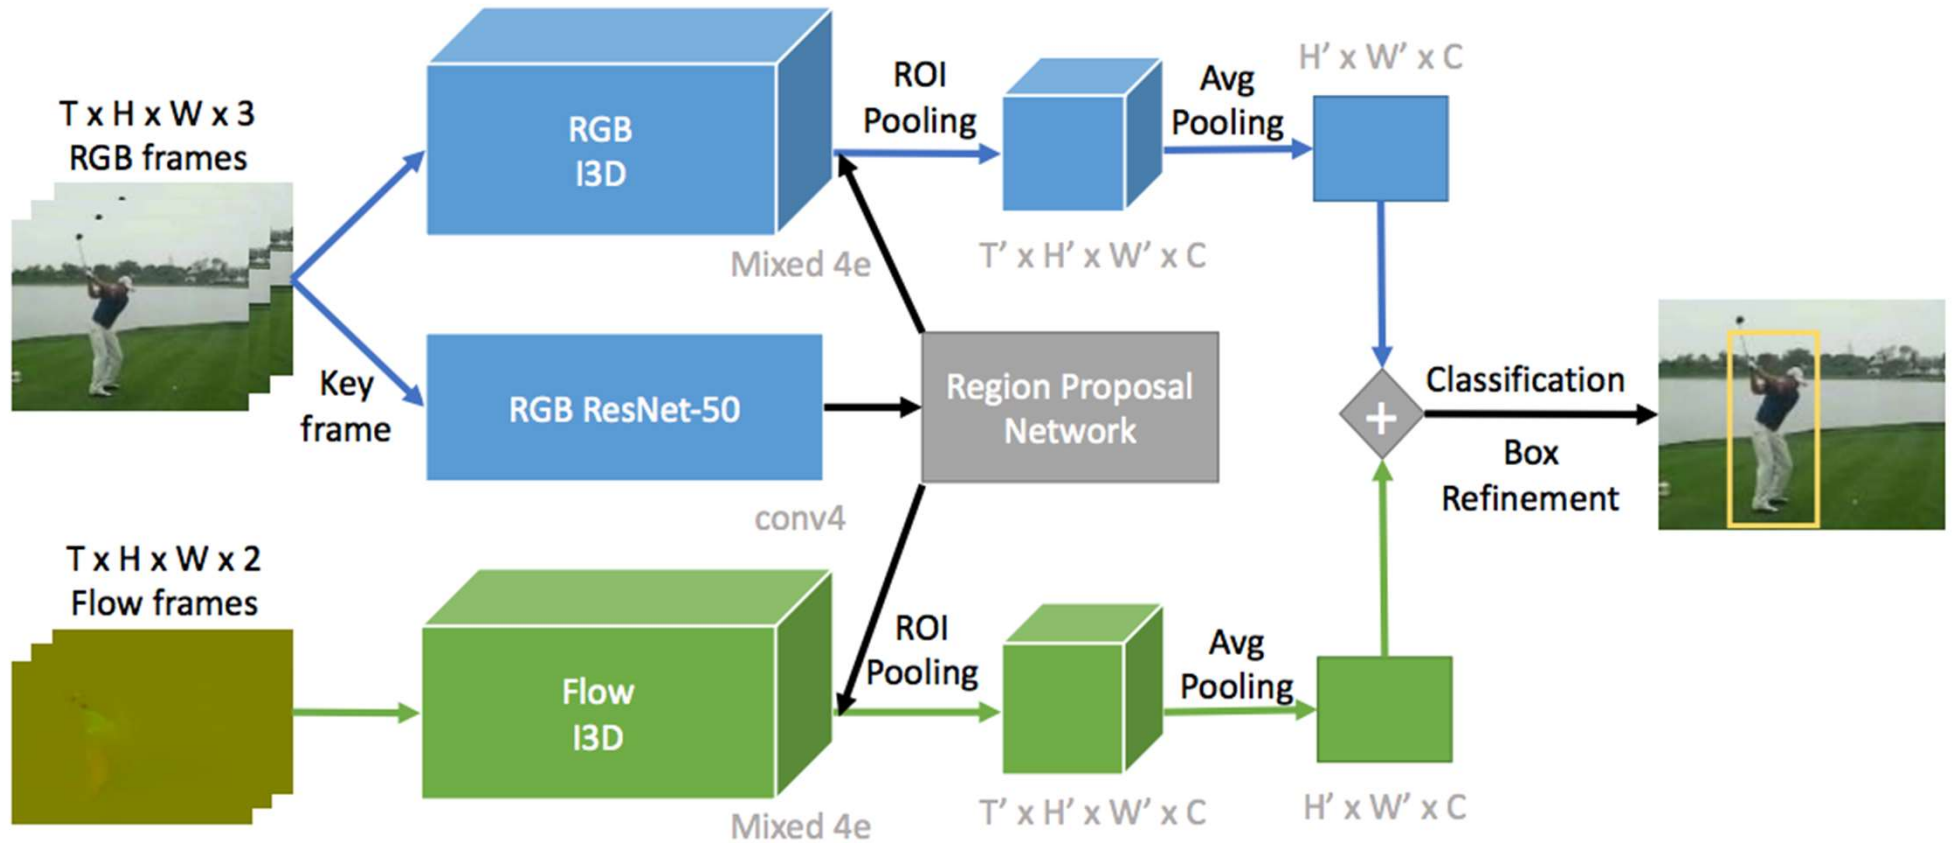 T x H x W x 3
RGB frames
RGB
I3D
Mixed 4e
ROI
Pooling
T’ x H’ x W’ x C
Avg
Pooling
H’ x W’ x C
Key
frame
RGB ResNet-50
conv4
Region Proposal
Network
+
Classification
Box
Refinement
T x H x W x 2
Flow frames
Flow
I3D
Mixed 4e
ROI
Pooling
T’ x H’ x W’ x C
Avg
Pooling
H’ x W’ x C